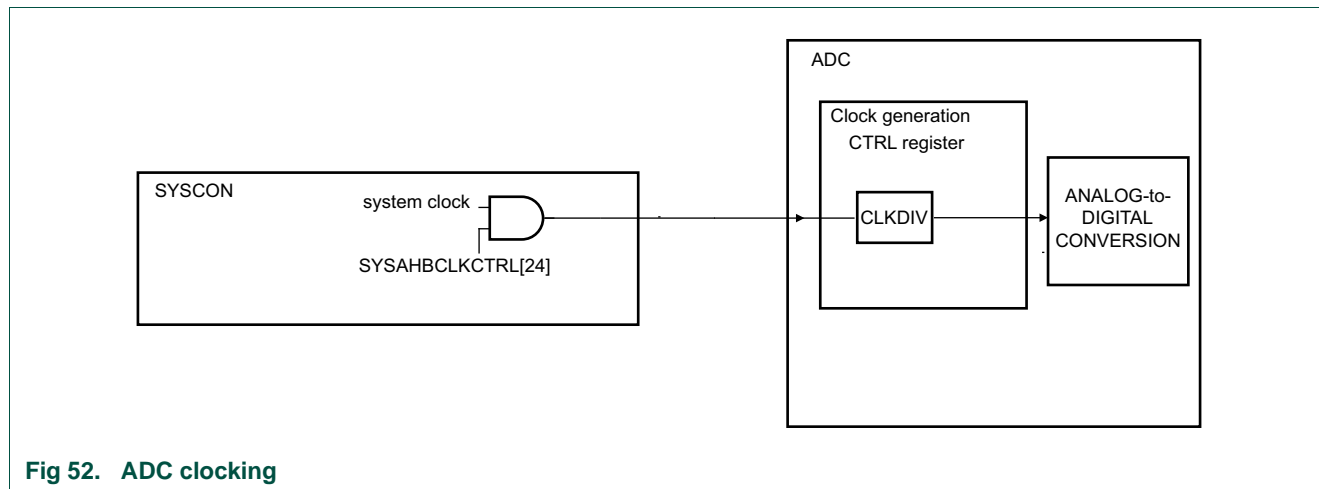 ADC
Clock generation
CTRL register
SYSCON
system clock
SYSAHBCLKCTRL[24]
CLKDIV
ANALOG-to-
DIGITAL
CONVERSION
Fig 52. ADC clocking